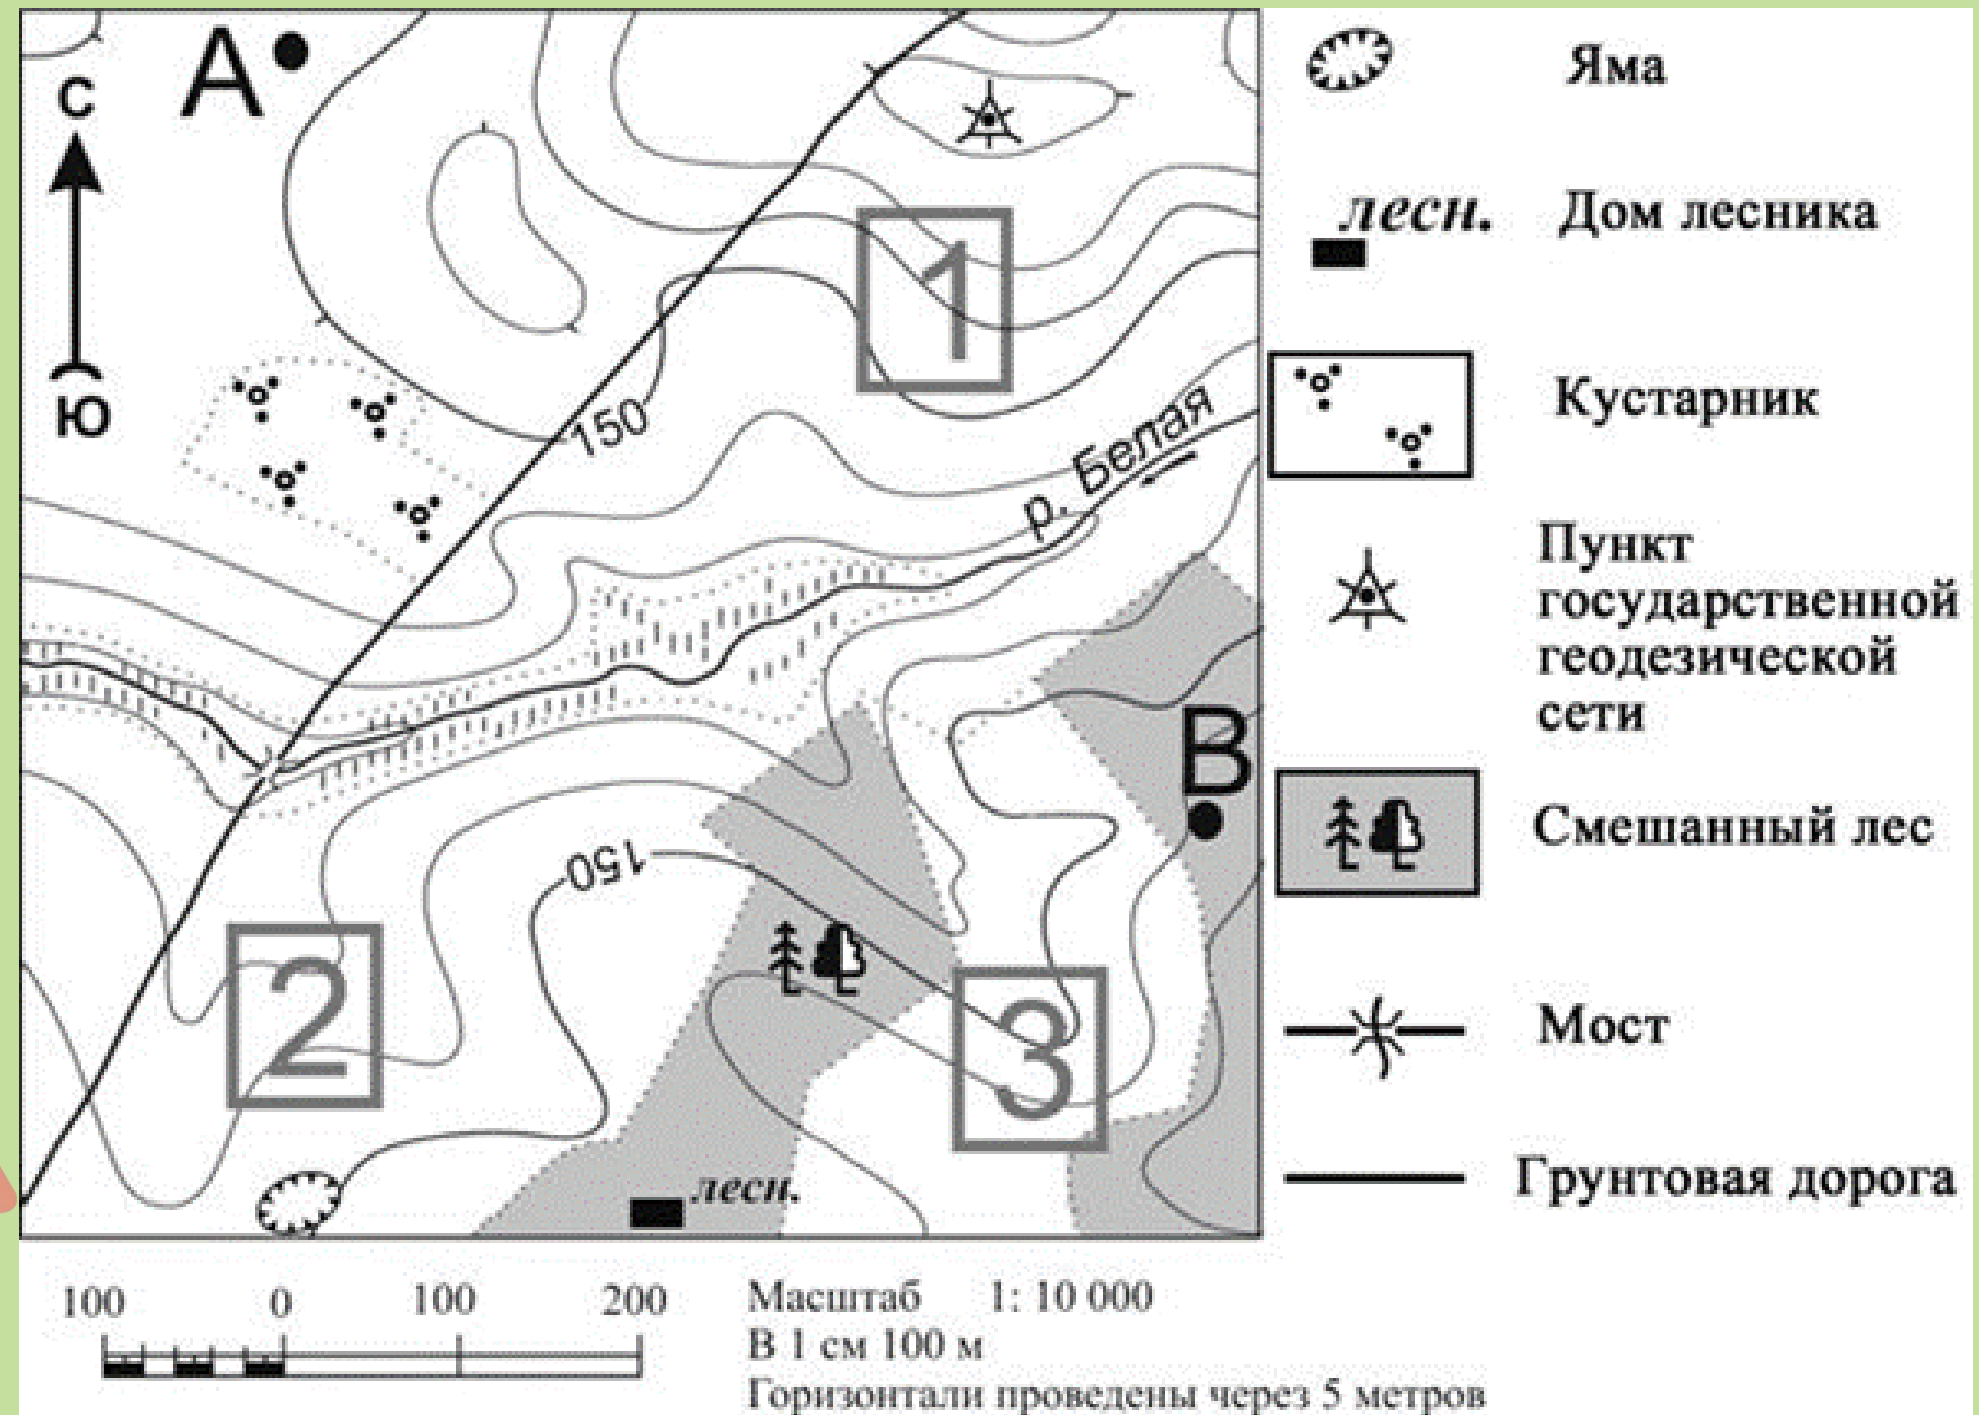 А
С
Ю
1
150
р. Белая
В
150
2
3
лесн.
Яма
лесн.
Дом лесника
Кустарник
Пункт
государственной
геодезической
сети
Смешанный лес
Мост
Грунтовая дорога
100 0 100 200
Масштаб 1: 10 000
В 1 см 100 м
Горизонтали проведены через 5 метров